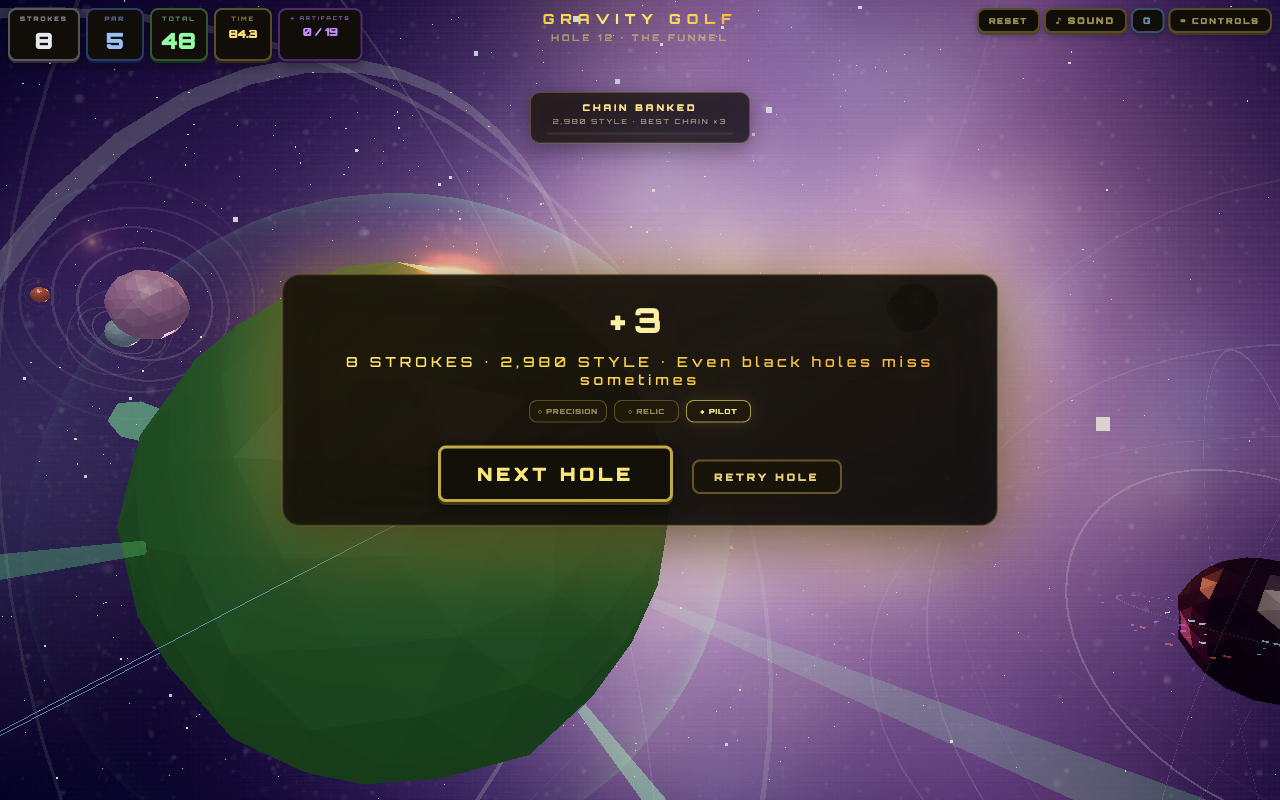 STROKES
8
PAR
5
TOTAL
48
TIME
84.3
✦ ARTIFACTS
0 / 19
GRAVITY GOLF
HOLE 12 · THE FUNNEL
RESET
♪ SOUND
G
≡ CONTROLS
CHAIN BANKED
2,980 STYLE · BEST CHAIN ×3
+3
8 STROKES · 2,980 STYLE · Even black holes miss
sometimes
○ PRECISION
○ RELIC
● PILOT
NEXT HOLE
RETRY HOLE